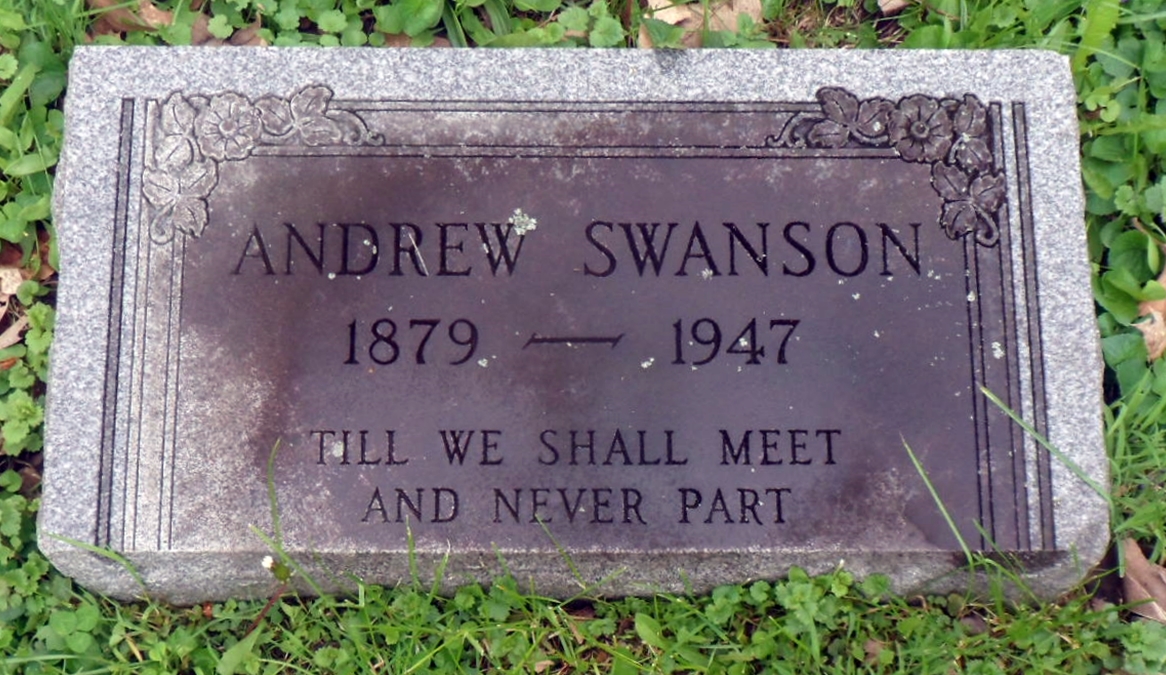 ANDREW SWANSON
1879 — 1947
TILL WE SHALL MEET
AND NEVER PART